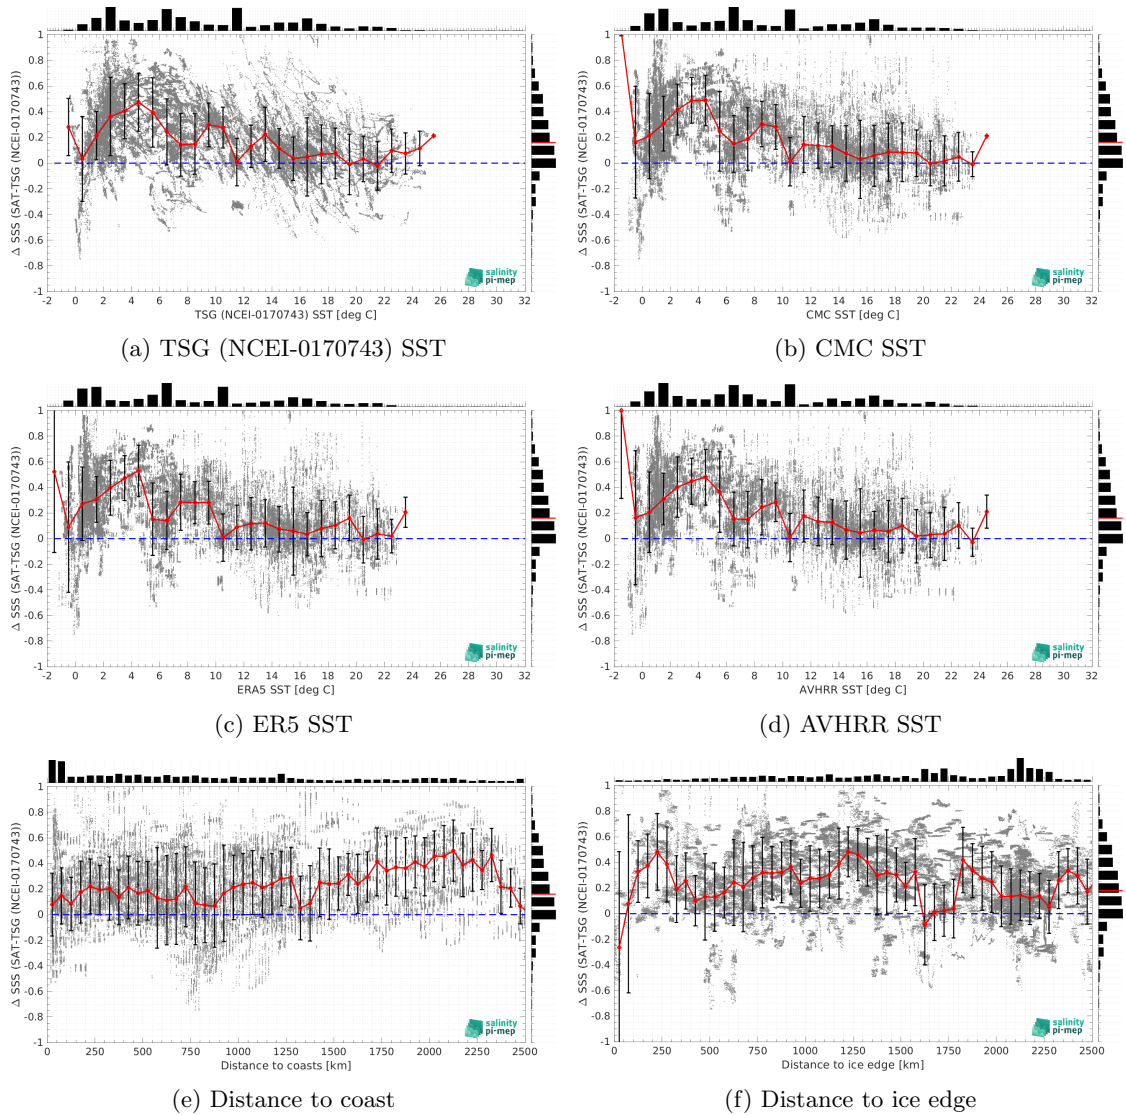 1
0.8
0.6
0.4
0.2
0
-0.2
-0.4
-0.6
-0.8
-1
Δ SSS (SAT-TSG (NCEI-0170743))
salinity
pi-mep
-2 0 2 4 6 8 10 12 14 16 18 20 22 24 26 28 30 32
TSG (NCEI-0170743) SST [deg C]
(a) TSG (NCEI-0170743) SST
1
0.8
0.6
0.4
0.2
0
-0.2
-0.4
-0.6
-0.8
-1
Δ SSS (SAT-TSG (NCEI-0170743))
salinity
pi-mep
-2 0 2 4 6 8 10 12 14 16 18 20 22 24 26 28 30 32
CMC SST [deg C]
(b) CMC SST
1
0.8
0.6
0.4
0.2
0
-0.2
-0.4
-0.6
-0.8
-1
Δ SSS (SAT-TSG (NCEI-0170743))
salinity
pi-mep
-2 0 2 4 6 8 10 12 14 16 18 20 22 24 26 28 30 32
ERA5 SST [deg C]
(c) ER5 SST
1
0.8
0.6
0.4
0.2
0
-0.2
-0.4
-0.6
-0.8
-1
Δ SSS (SAT-TSG (NCEI-0170743))
salinity
pi-mep
-2 0 2 4 6 8 10 12 14 16 18 20 22 24 26 28 30 32
AVHRR SST [deg C]
(d) AVHRR SST
1
0.8
0.6
0.4
0.2
0
-0.2
-0.4
-0.6
-0.8
-1
Δ SSS (SAT-TSG (NCEI-0170743))
salinity
pi-mep
0 250 500 750 1000 1250 1500 1750 2000 2250 2500
Distance to coasts [km]
(e) Distance to coast
1
0.8
0.6
0.4
0.2
0
-0.2
-0.4
-0.6
-0.8
-1
Δ SSS (SAT-TSG (NCEI-0170743))
salinity
pi-mep
0 250 500 750 1000 1250 1500 1750 2000 2250 2500
Distance to ice edge [km]
(f) Distance to ice edge